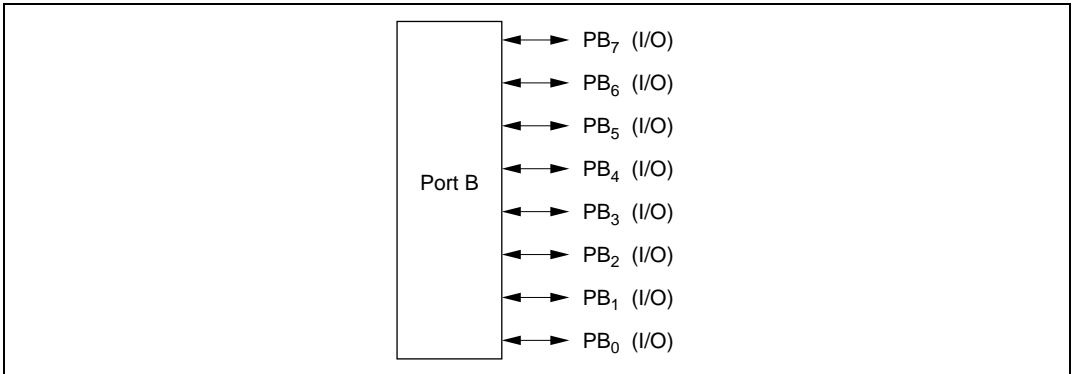 PB₇ (I/O)
PB₆ (I/O)
PB₅ (I/O)
PB₄ (I/O)
Port B
PB₃ (I/O)
PB₂ (I/O)
PB₁ (I/O)
PB₀ (I/O)